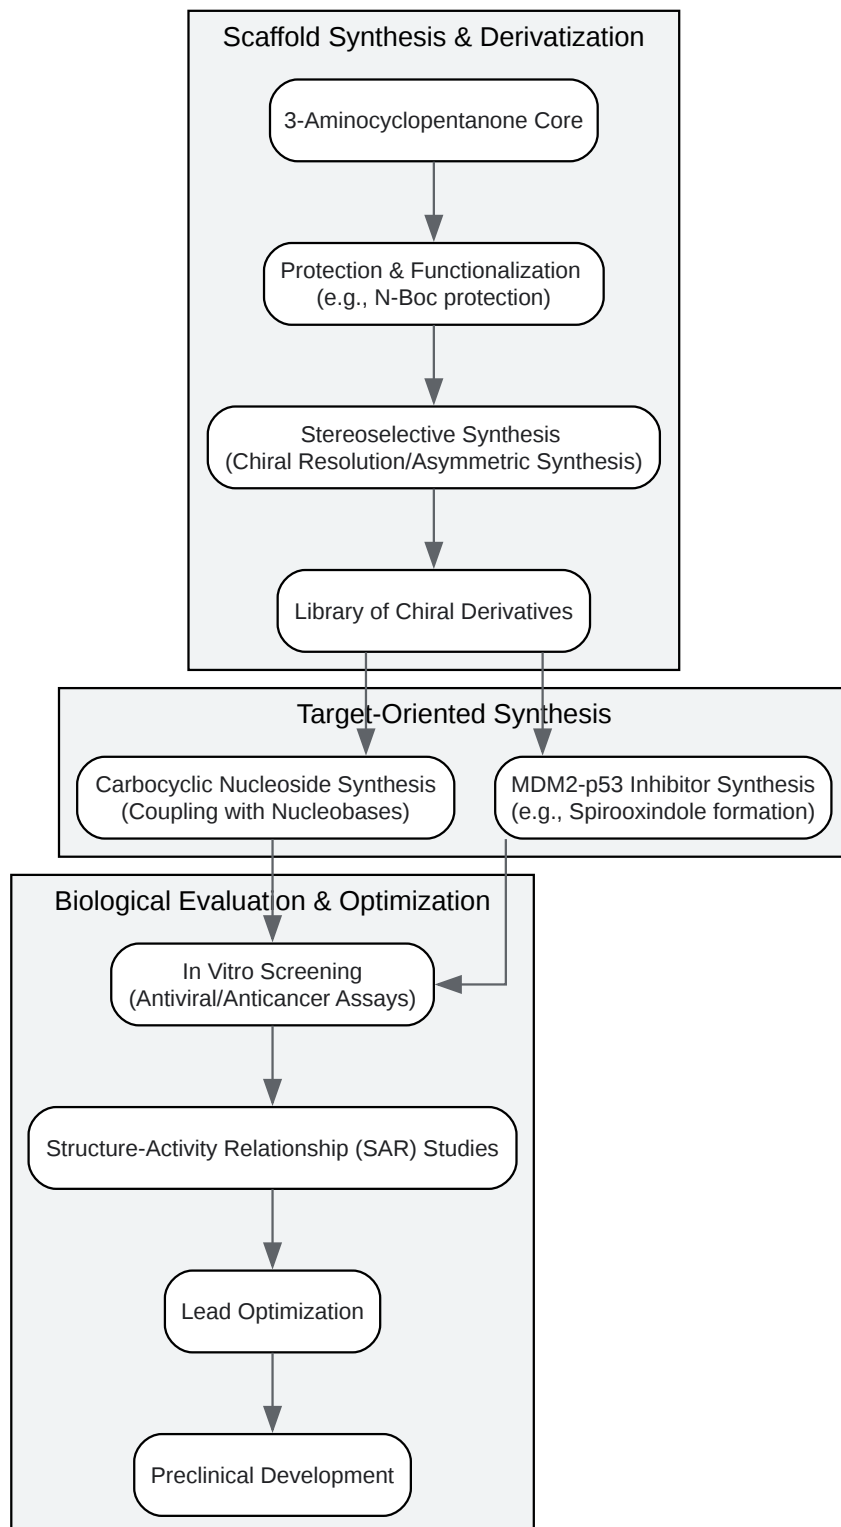 Scaffold Synthesis & Derivatization
3-Aminocyclopentanone Core
Protection & Functionalization
(e.g., N-Boc protection)
Stereoselective Synthesis
(Chiral Resolution/Asymmetric Synthesis)
Library of Chiral Derivatives
Target-Oriented Synthesis
Carbocyclic Nucleoside Synthesis
(Coupling with Nucleobases)
MDM2-p53 Inhibitor Synthesis
(e.g., Spirooxindole formation)
Biological Evaluation & Optimization
In Vitro Screening
(Antiviral/Anticancer Assays)
Structure-Activity Relationship (SAR) Studies
Lead Optimization
Preclinical Development